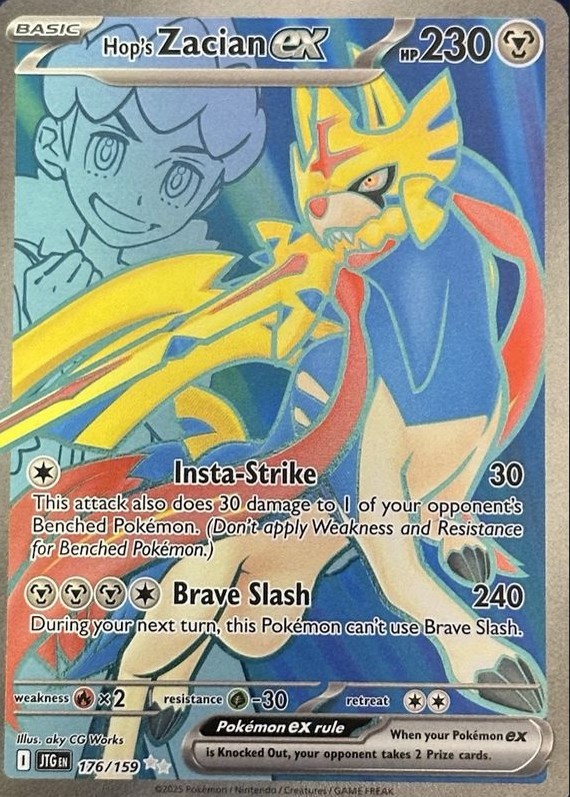 BASIC
Hop's Zacian ex
HP 230
Insta-Strike 30
This attack also does 30 damage to 1 of your opponent's
Benched Pokémon. (Don't apply Weakness and Resistance
for Benched Pokémon.)
Brave Slash 240
During your next turn, this Pokémon can't use Brave Slash.
weakness ×2 resistance -30 retreat
Pokémon ex rule When your Pokémon ex
is Knocked Out, your opponent takes 2 Prize cards.
Illus. aky CG Works
I JTG EN 176/159
©2025 Pokémon / Nintendo / Creatures / GAME FREAK